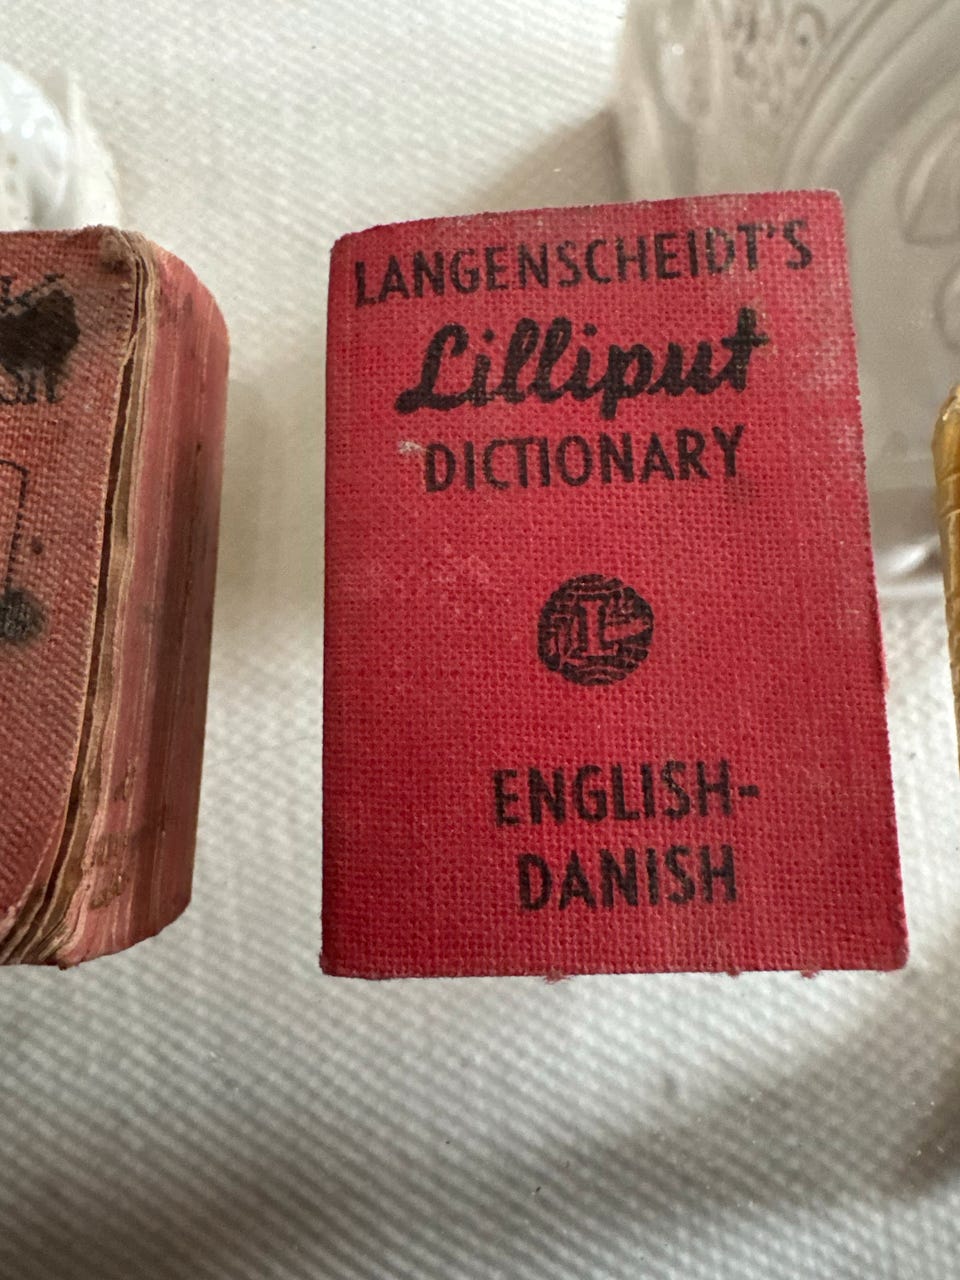 LANGENSCHEIDT'S
Lilliput
DICTIONARY
L
ENGLISH-
DANISH